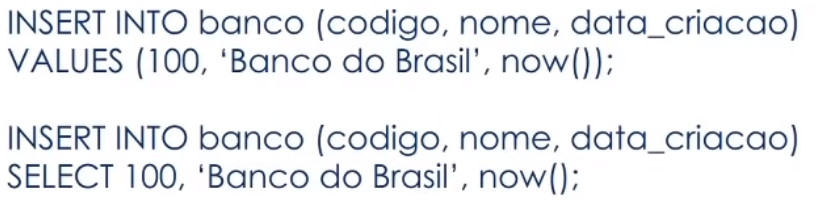 INSERT INTO banco (codigo, nome, data_criacao)
VALUES (100, ‘Banco do Brasil’, now());
INSERT INTO banco (codigo, nome, data_criacao)
SELECT 100, ‘Banco do Brasil’, now();